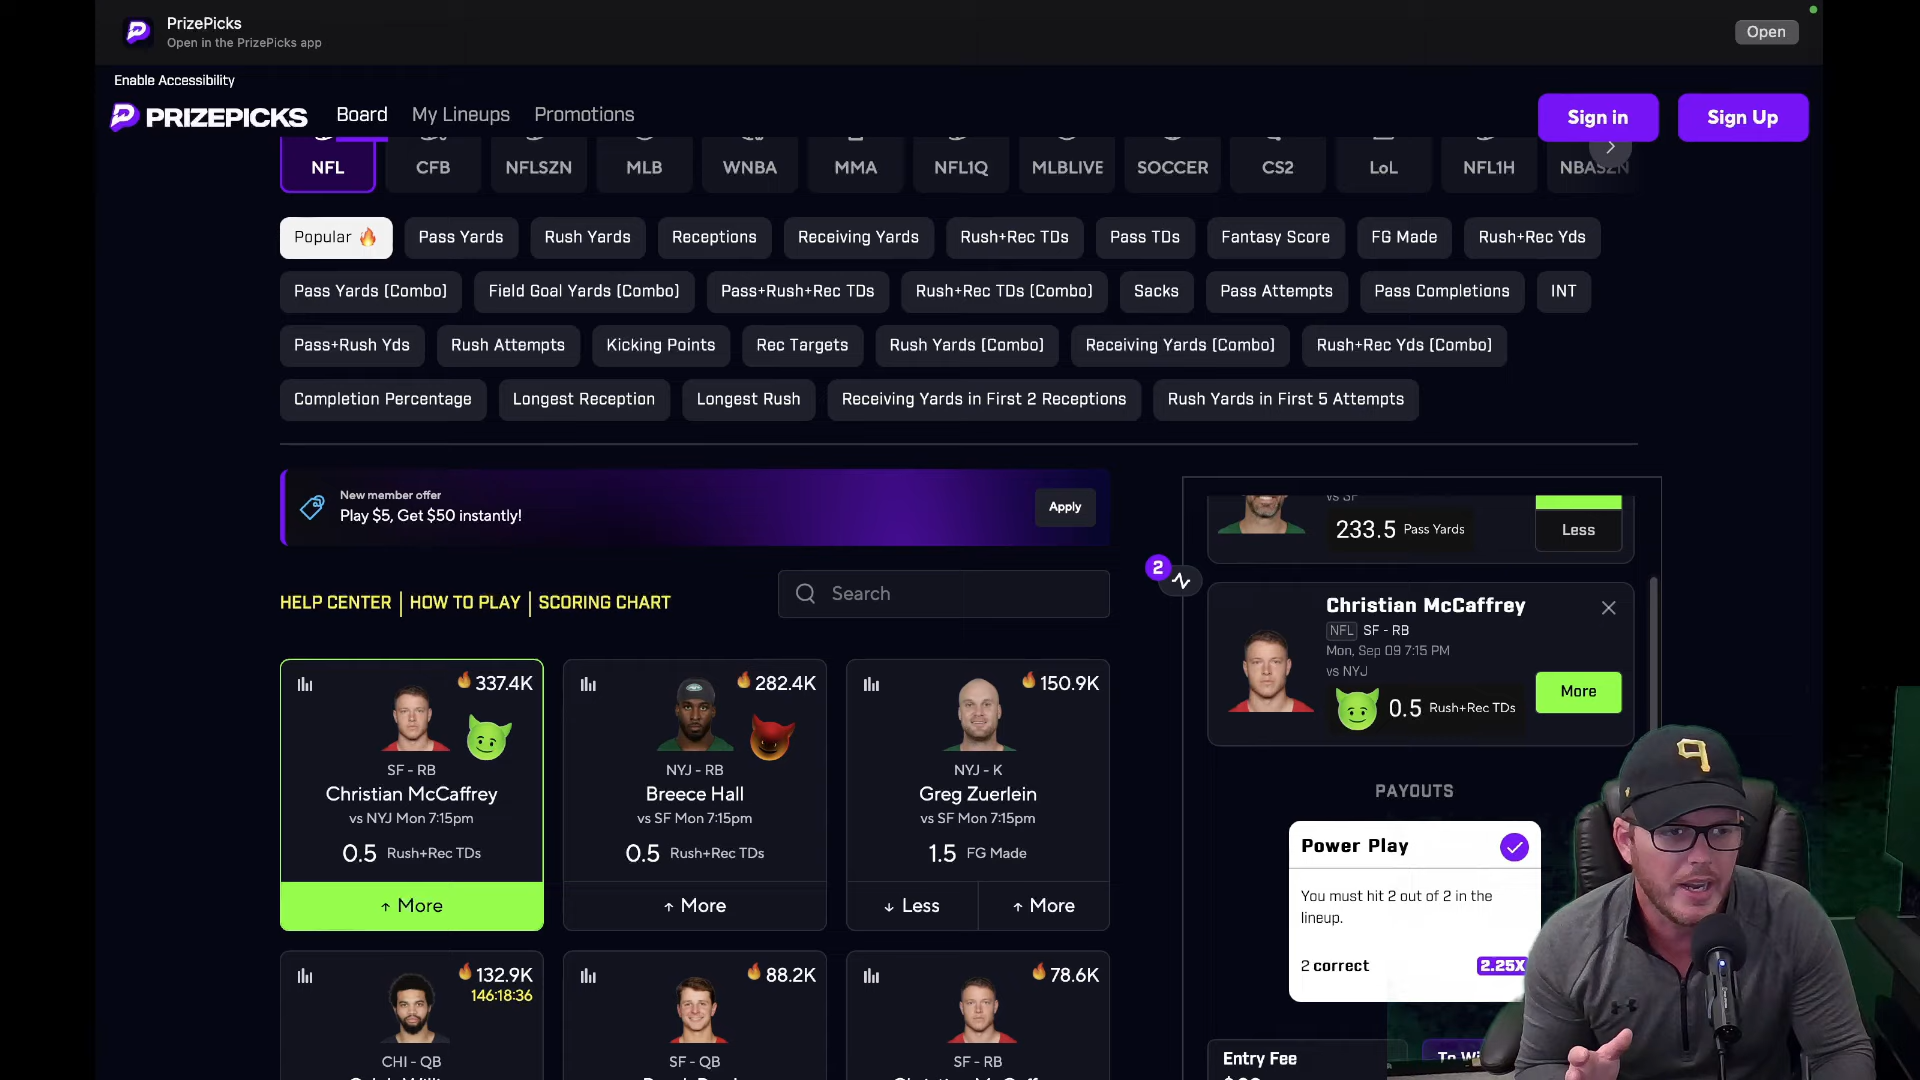 PrizePicks
Open in the PrizePicks app
Open
Enable Accessibility
PRIZEPICKS
Board
My Lineups
Promotions
Sign in
Sign Up
NFL
CFB
NFLSZN
MLB
WNBA
MMA
NFL1Q
MLBLIVE
SOCCER
CS2
LoL
NFL1H
NBASZN
Popular
Pass Yards
Rush Yards
Receptions
Receiving Yards
Rush+Rec TDs
Pass TDs
Fantasy Score
FG Made
Rush+Rec Yds
Pass Yards (Combo)
Field Goal Yards (Combo)
Pass+Rush+Rec TDs
Rush+Rec TDs (Combo)
Sacks
Pass Attempts
Pass Completions
INT
Pass+Rush Yds
Rush Attempts
Kicking Points
Rec Targets
Rush Yards (Combo)
Receiving Yards (Combo)
Rush+Rec Yds (Combo)
Completion Percentage
Longest Reception
Longest Rush
Receiving Yards in First 2 Receptions
Rush Yards in First 5 Attempts
New member offer
Play $5, Get $50 instantly!
Apply
HELP CENTER | HOW TO PLAY | SCORING CHART
Search
337.4K
SF - RB
Christian McCaffrey
vs NYJ Mon 7:15pm
0.5 Rush+Rec TDs
↑ More
282.4K
NYJ - RB
Breece Hall
vs SF Mon 7:15pm
0.5 Rush+Rec TDs
↑ More
150.9K
NYJ - K
Greg Zuerlein
vs SF Mon 7:15pm
1.5 FG Made
↓ Less
↑ More
132.9K
146:18:36
CHI - QB
88.2K
SF - QB
78.6K
SF - RB
vs SF
233.5 Pass Yards
Less
2
Christian McCaffrey
NFL SF - RB
Mon, Sep 09 7:15 PM
vs NYJ
0.5 Rush+Rec TDs
More
PAYOUTS
Power Play
You must hit 2 out of 2 in the
lineup.
2 correct
2.25X
Entry Fee